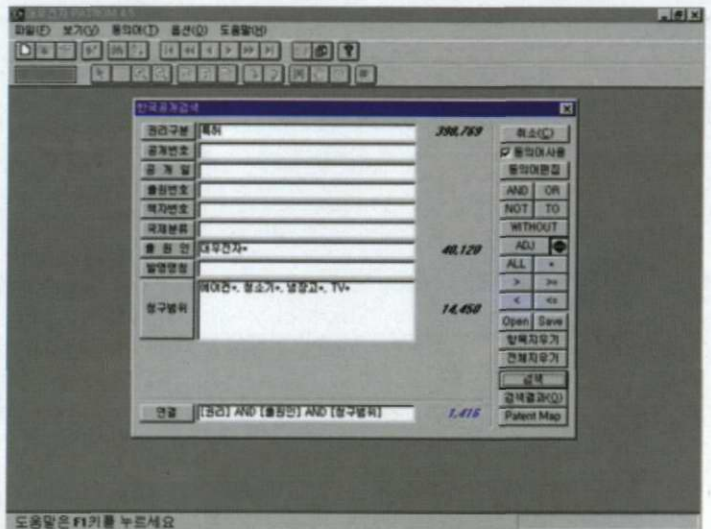 대우전자 PATROM 4.5
파일(F) 보기(V) 동의어(T) 옵션(O) 도움말(H)
한국공개검색
권리구분 특허 398,769 취소(C)
공개번호 동의어사용
공 개 일 동의어편집
출원번호 AND OR
책자번호 NOT TO
국제분류 WITHOUT
출 원 인 대우전자* 40,120 ADJ
발명명칭 ALL *
청구범위 에어컨*, 청소기*, 냉장고*, TV* 14,450
> >=
< <=
Open Save
항목지우기
전체지우기
검색
검색결과(O)
연결 [권리] AND [출원인] AND [청구범위] 1,416 Patent Map
도움말은 F1키를 누르세요